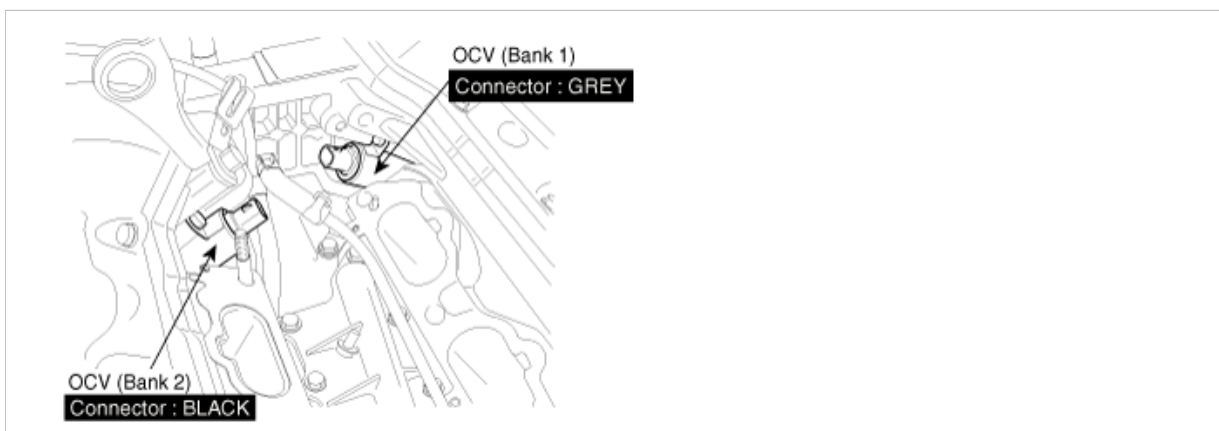 OCV (Bank 1)
Connector : GREY
OCV (Bank 2)
Connector : BLACK